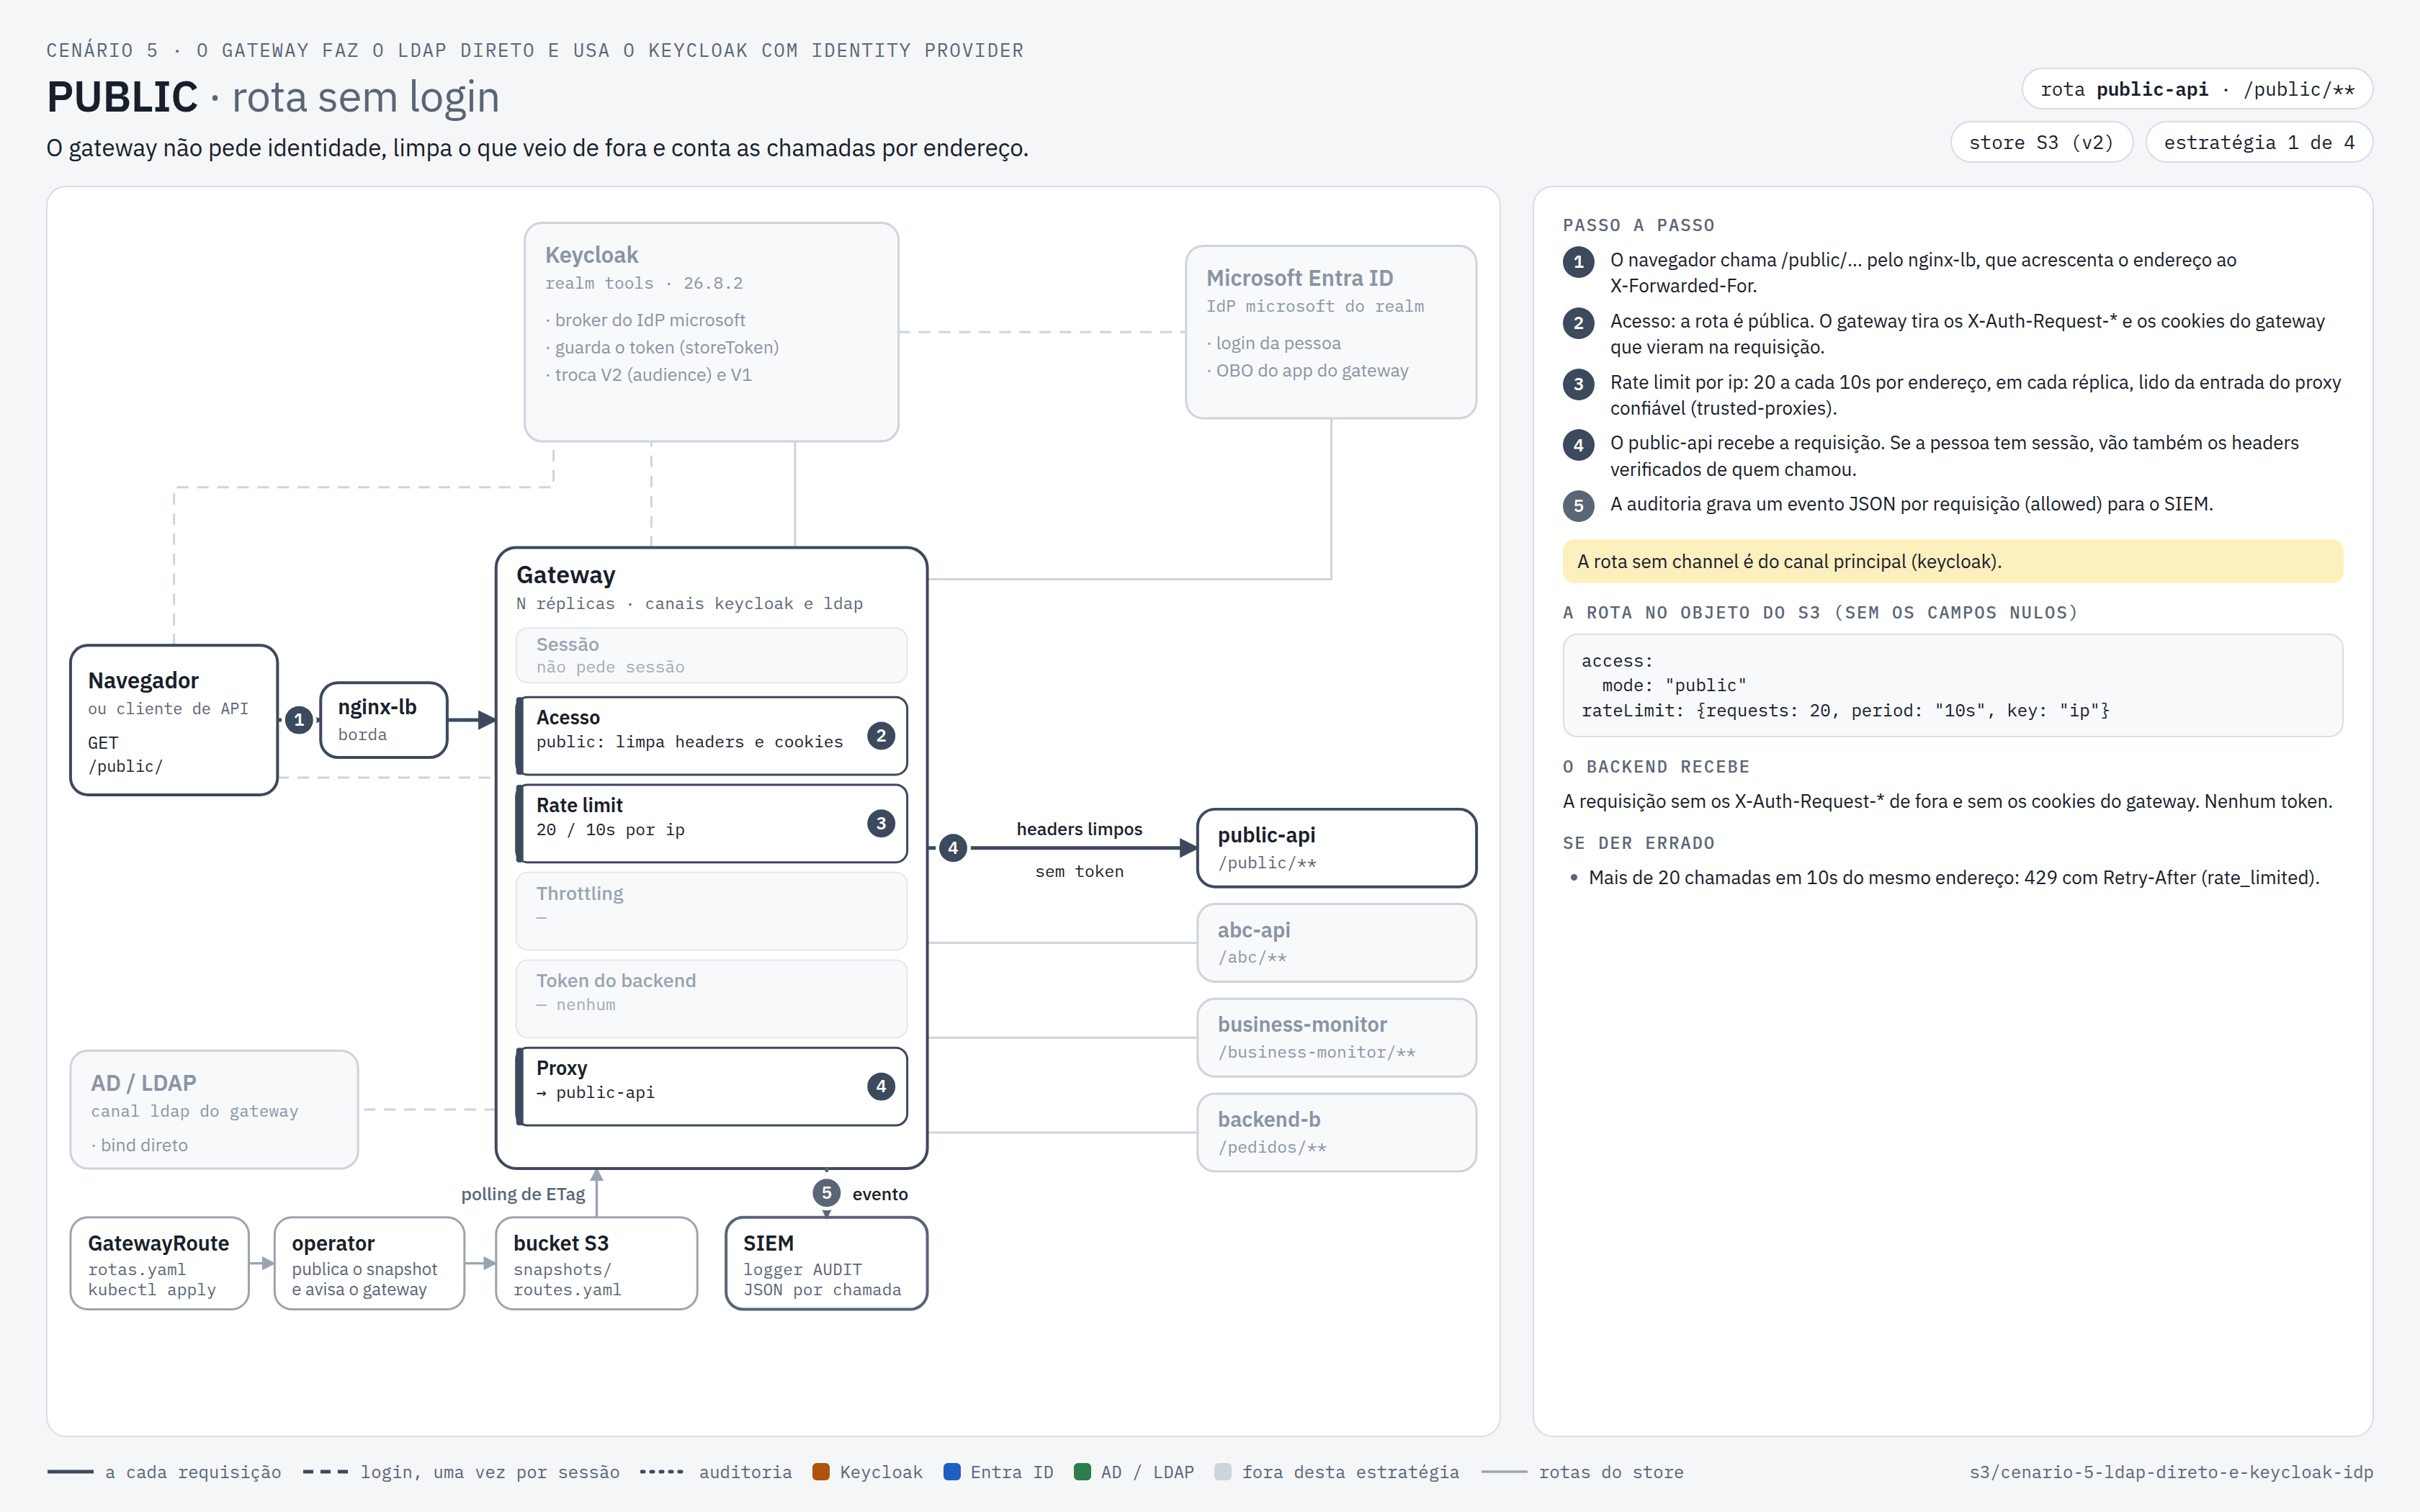 CENÁRIO 5 · O GATEWAY FAZ O LDAP DIRETO E USA O KEYCLOAK COM IDENTITY PROVIDER
PUBLIC · rota sem login
O gateway não pede identidade, limpa o que veio de fora e conta as chamadas por endereço.
rota public-api · /public/**
store S3 (v2)
estratégia 1 de 4
Keycloak
realm tools · 26.8.2
· broker do IdP microsoft
· guarda o token (storeToken)
· troca V2 (audience) e V1
Microsoft Entra ID
IdP microsoft do realm
· login da pessoa
· OBO do app do gateway
Gateway
N réplicas · canais keycloak e ldap
Sessão
não pede sessão
Navegador
ou cliente de API
GET
/public/
1
nginx-lb
borda
Acesso
public: limpa headers e cookies
2
Rate limit
20 / 10s por ip
3
Throttling
—
Token do backend
— nenhum
Proxy
→ public-api
4
4
headers limpos
sem token
public-api
/public/**
abc-api
/abc/**
business-monitor
/business-monitor/**
backend-b
/pedidos/**
AD / LDAP
canal ldap do gateway
· bind direto
polling de ETag
5
evento
GatewayRoute
rotas.yaml
kubectl apply
operator
publica o snapshot
e avisa o gateway
bucket S3
snapshots/
routes.yaml
SIEM
logger AUDIT
JSON por chamada
PASSO A PASSO
1 O navegador chama /public/... pelo nginx-lb, que acrescenta o endereço ao
X-Forwarded-For.
2 Acesso: a rota é pública. O gateway tira os X-Auth-Request-* e os cookies do gateway
que vieram na requisição.
3 Rate limit por ip: 20 a cada 10s por endereço, em cada réplica, lido da entrada do proxy
confiável (trusted-proxies).
4 O public-api recebe a requisição. Se a pessoa tem sessão, vão também os headers
verificados de quem chamou.
5 A auditoria grava um evento JSON por requisição (allowed) para o SIEM.
A rota sem channel é do canal principal (keycloak).
A ROTA NO OBJETO DO S3 (SEM OS CAMPOS NULOS)
access:
  mode: "public"
rateLimit: {requests: 20, period: "10s", key: "ip"}
O BACKEND RECEBE
A requisição sem os X-Auth-Request-* de fora e sem os cookies do gateway. Nenhum token.
SE DER ERRADO
• Mais de 20 chamadas em 10s do mesmo endereço: 429 com Retry-After (rate_limited).
a cada requisição
login, uma vez por sessão
auditoria
Keycloak
Entra ID
AD / LDAP
fora desta estratégia
rotas do store
s3/cenario-5-ldap-direto-e-keycloak-idp